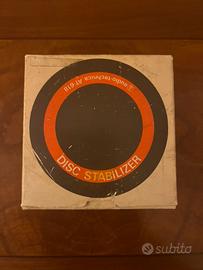 audio-technica AT-618
DISC STABILIZER
subito